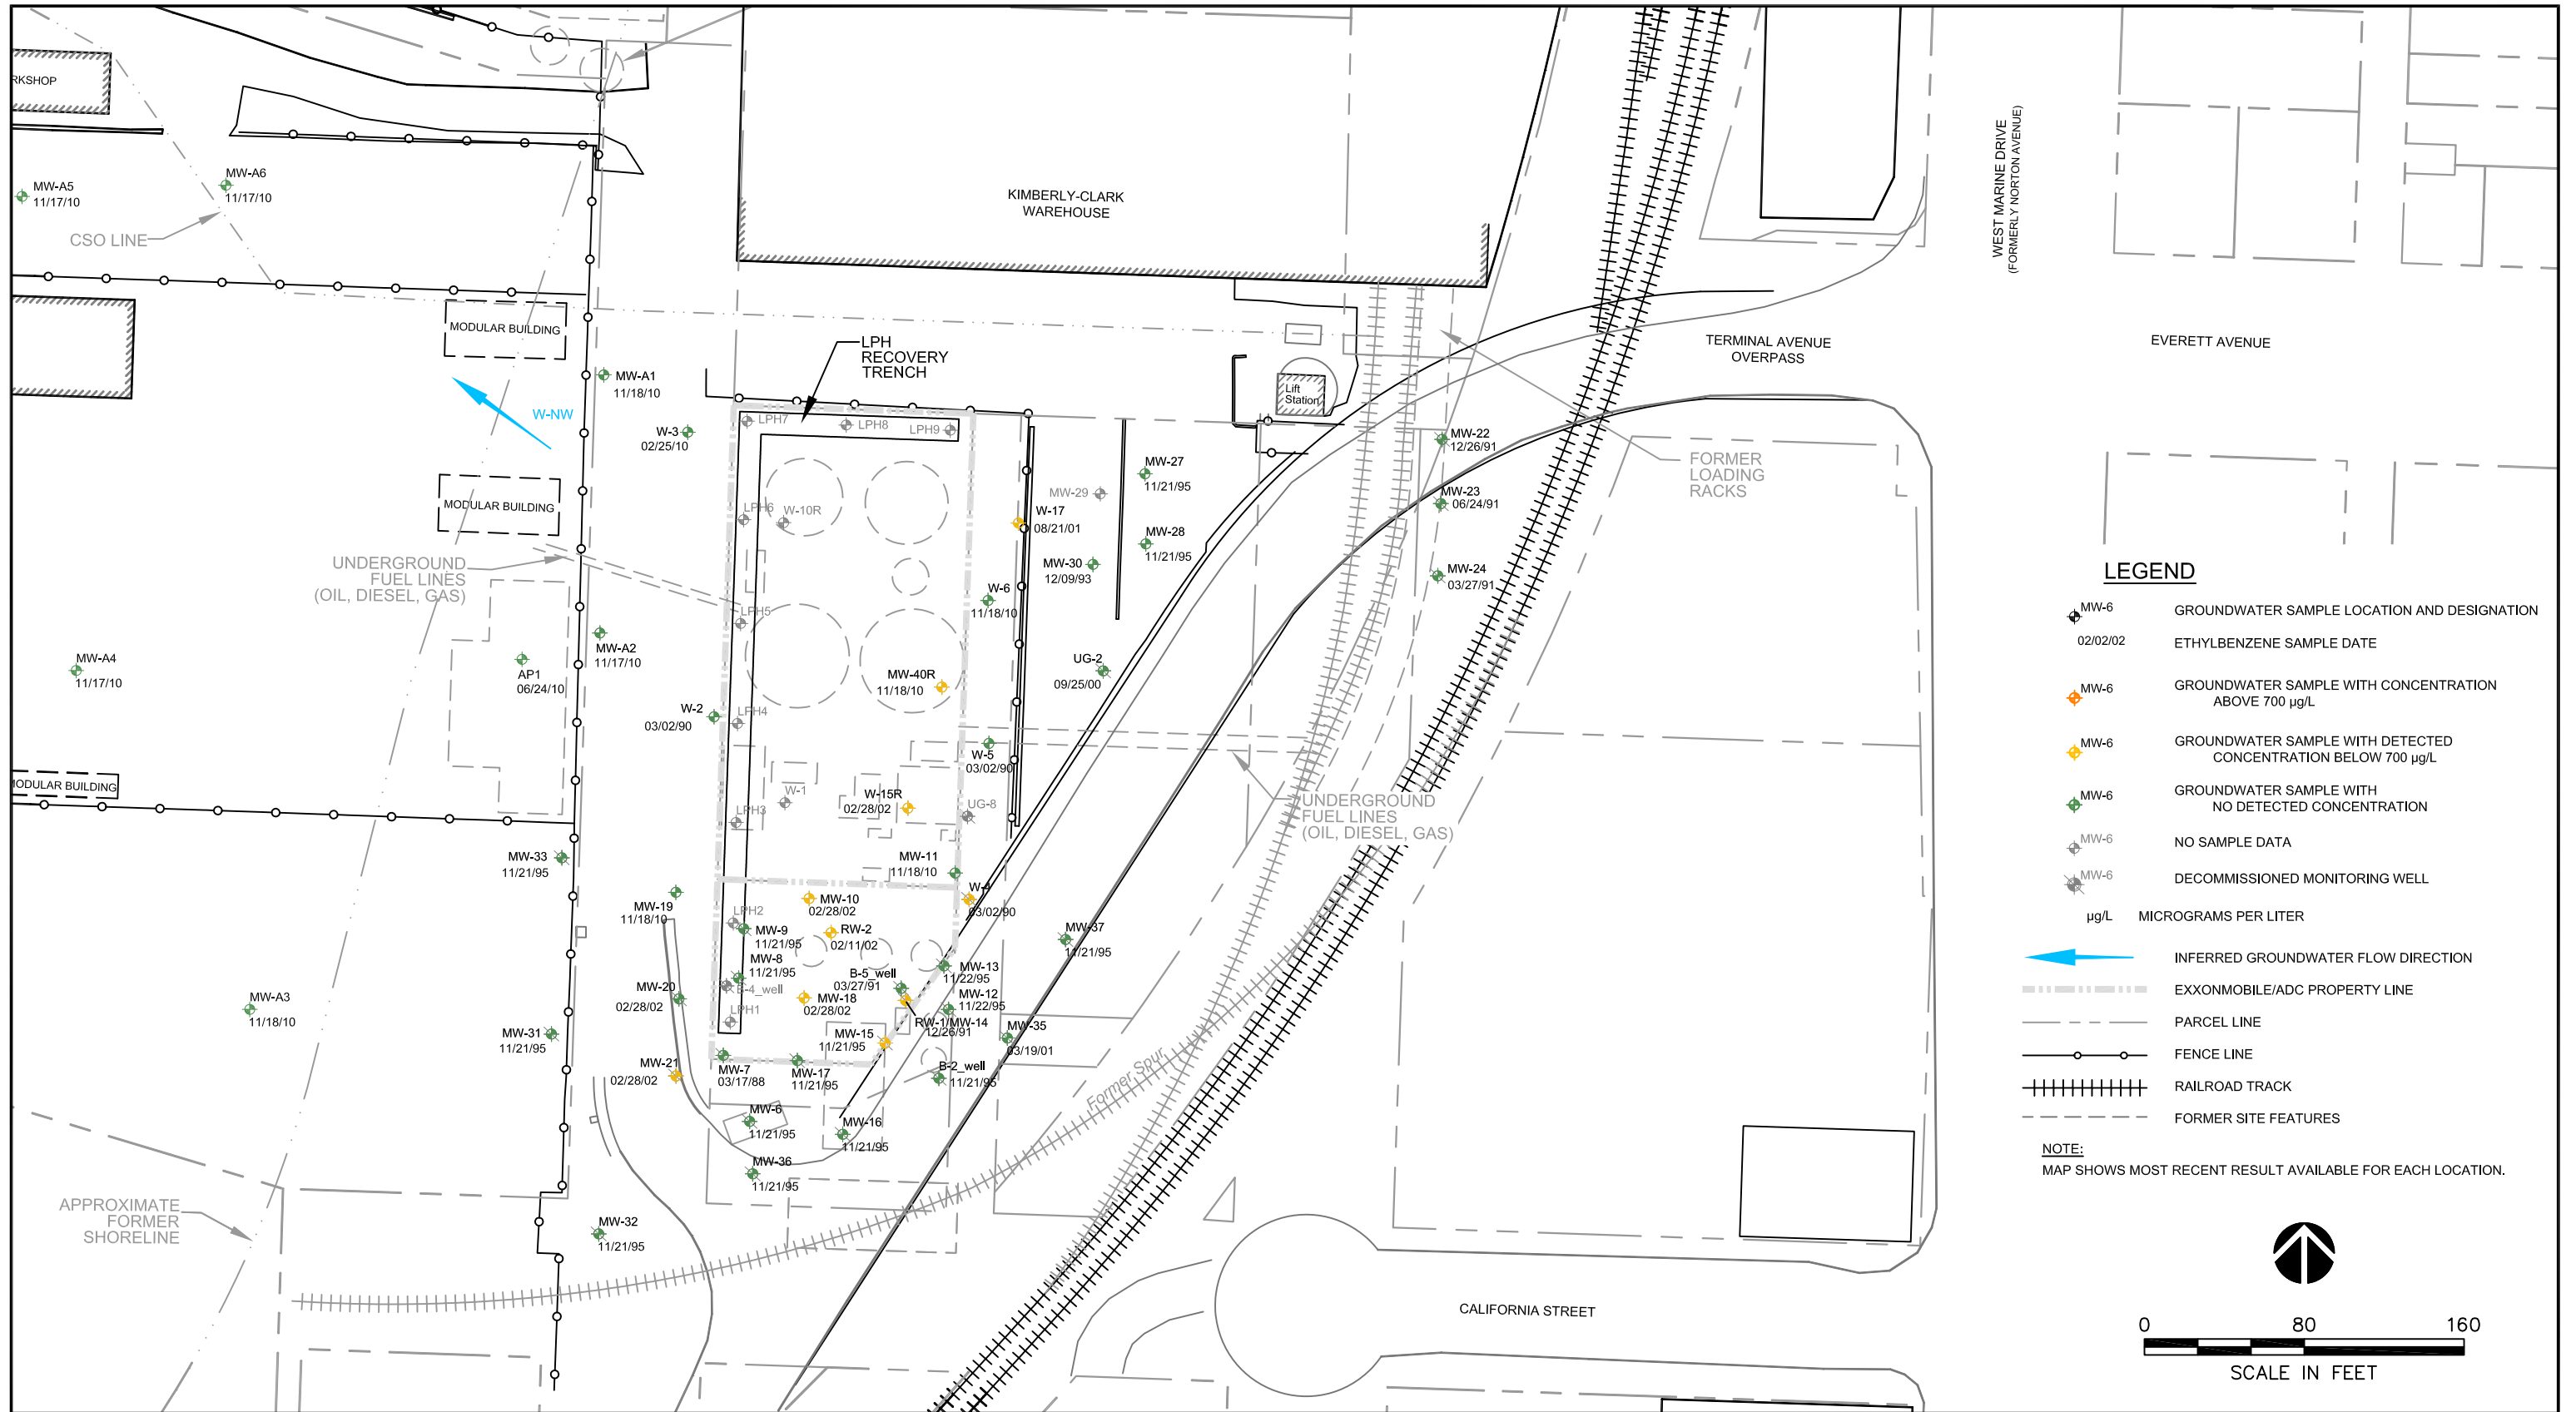 RKSHOP
MW-A5
11/17/10
MW-A6
11/17/10
CSO LINE
KIMBERLY-CLARK
WAREHOUSE
WEST MARINE DRIVE
(FORMERLY NORTON AVENUE)
MODULAR BUILDING
LPH
RECOVERY
TRENCH
TERMINAL AVENUE
OVERPASS
EVERETT AVENUE
MW-A1
11/18/10
W-NW
W-3
02/25/10
LPH7
LPH8
LPH9
Lift
Station
MW-22
12/26/91
MODULAR BUILDING
LPH6
W-10R
MW-29
W-17
08/21/01
MW-27
11/21/95
MW-28
11/21/95
MW-30
12/09/93
MW-23
06/24/91
FORMER
LOADING
RACKS
MW-24
03/27/91
UNDERGROUND
FUEL LINES
(OIL, DIESEL, GAS)
LPH5
W-6
11/18/10
MW-A4
11/17/10
AP1
06/24/10
MW-A2
11/17/10
UG-2
09/25/00
MW-40R
11/18/10
W-2
03/02/90
LPH4
W-5
03/02/90
MODULAR BUILDING
W-1
LPH3
W-15R
02/28/02
UG-8
UNDERGROUND
FUEL LINES
(OIL, DIESEL, GAS)
MW-33
11/21/95
MW-11
11/18/10
W-4
03/02/90
MW-19
11/18/10
MW-10
02/28/02
LPH2
MW-9
11/21/95
RW-2
02/11/02
MW-37
11/21/95
MW-8
11/21/95
B-4_well
B-5_well
03/27/91
MW-13
11/22/95
MW-20
02/28/02
MW-18
02/28/02
MW-12
11/22/95
MW-A3
11/18/10
LPH1
RW-1/MW-14
12/26/91
MW-31
11/21/95
MW-15
11/21/95
MW-35
03/19/01
MW-21
02/28/02
MW-7
03/17/88
MW-17
11/21/95
B-2_well
11/21/95
Former Spur
MW-6
11/21/95
MW-16
11/21/95
MW-36
11/21/95
APPROXIMATE
FORMER
SHORELINE
MW-32
11/21/95
CALIFORNIA STREET
LEGEND
MW-6
GROUNDWATER SAMPLE LOCATION AND DESIGNATION
02/02/02
ETHYLBENZENE SAMPLE DATE
MW-6
GROUNDWATER SAMPLE WITH CONCENTRATION
ABOVE 700 µg/L
MW-6
GROUNDWATER SAMPLE WITH DETECTED
CONCENTRATION BELOW 700 µg/L
MW-6
GROUNDWATER SAMPLE WITH
NO DETECTED CONCENTRATION
MW-6
NO SAMPLE DATA
MW-6
DECOMMISSIONED MONITORING WELL
µg/L MICROGRAMS PER LITER
INFERRED GROUNDWATER FLOW DIRECTION
EXXONMOBILE/ADC PROPERTY LINE
PARCEL LINE
FENCE LINE
RAILROAD TRACK
FORMER SITE FEATURES
NOTE:
MAP SHOWS MOST RECENT RESULT AVAILABLE FOR EACH LOCATION.
0 80 160
SCALE IN FEET